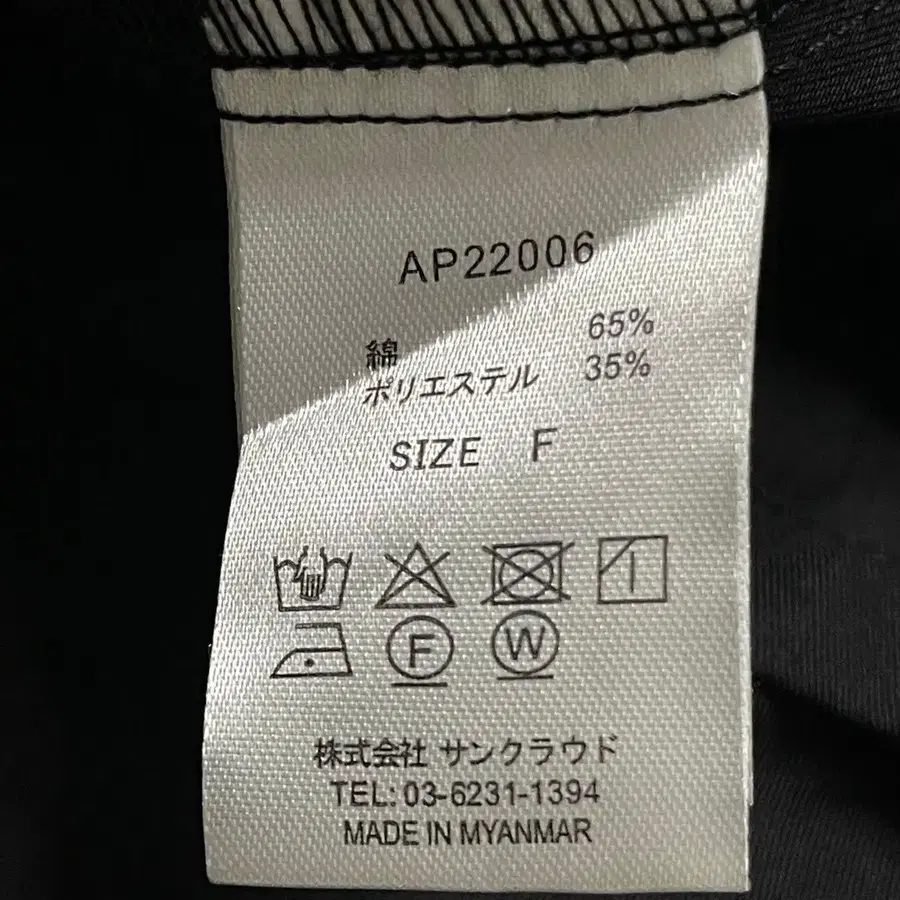 AP22006
綿 65%
ポリエステル 35%
SIZE F
F W
株式会社 サンクラウド
TEL: 03-6231-1394
MADE IN MYANMAR